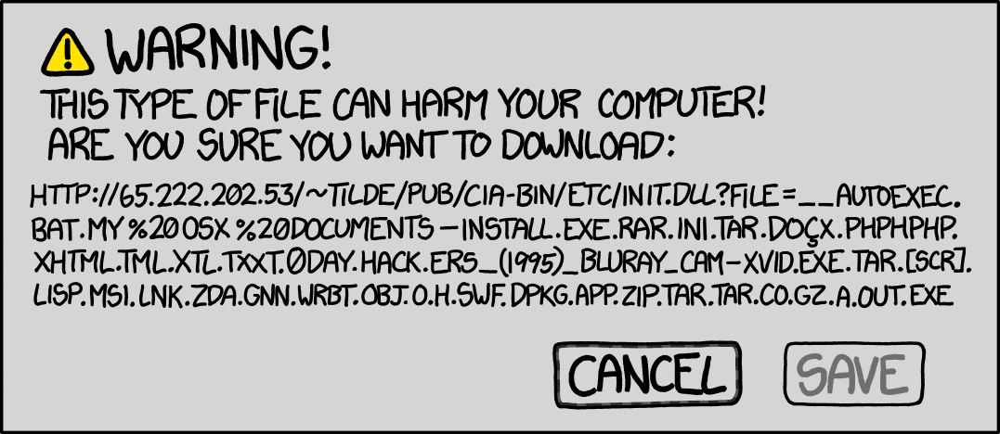 WARNING!
THIS TYPE OF FILE CAN HARM YOUR COMPUTER!
ARE YOU SURE YOU WANT TO DOWNLOAD:
HTTP://65.222.202.53/~TILDE/PUB/CIA-BIN/ETC/INIT.DLL?FILE=__AUTOEXEC.
BAT.MY%20OSX%20DOCUMENTS-INSTALL.EXE.RAR.INI.TAR.DOÇX.PHPHPHP.
XHTML.TML.XTL.TXXT.0DAY.HACK.ERS_(1995)_BLURAY_CAM-XVID.EXE.TAR.[SCR].
LISP.MSI.LNK.ZDA.GNN.WRBT.OBJ.O.H.SWF.DPKG.APP.ZIP.TAR.TAR.CO.GZ.A.OUT.EXE
CANCEL SAVE